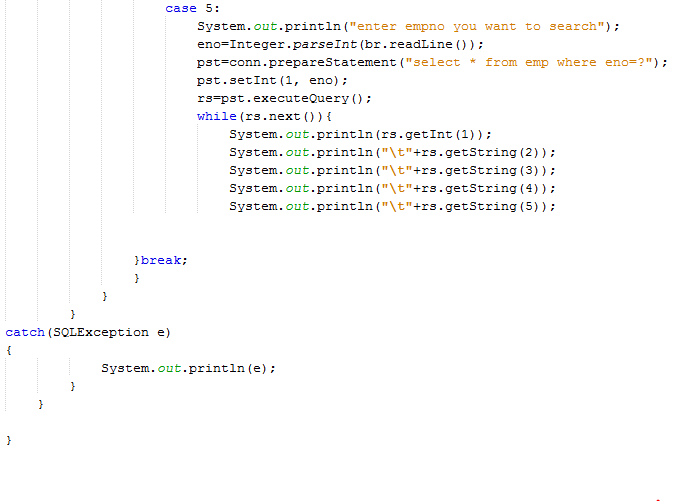 case 5:
System.out.println("enter empno you want to search");
eno=Integer.parseInt(br.readLine());
pst=conn.prepareStatement("select * from emp where eno=?");
pst.setInt(1, eno);
rs=pst.executeQuery();
while(rs.next()){
System.out.println(rs.getInt(1));
System.out.println("\t"+rs.getString(2));
System.out.println("\t"+rs.getString(3));
System.out.println("\t"+rs.getString(4));
System.out.println("\t"+rs.getString(5));
}break;
}
}
}
catch(SQLException e)
{
System.out.println(e);
}
}
}